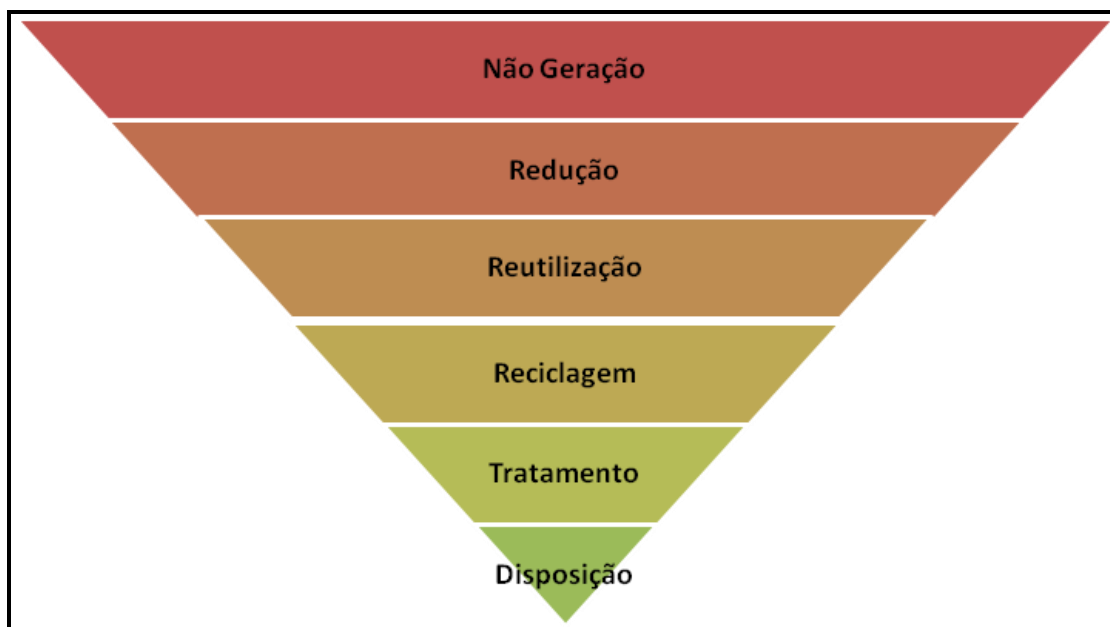 Não Geração
Redução
Reutilização
Reciclagem
Tratamento
Disposição